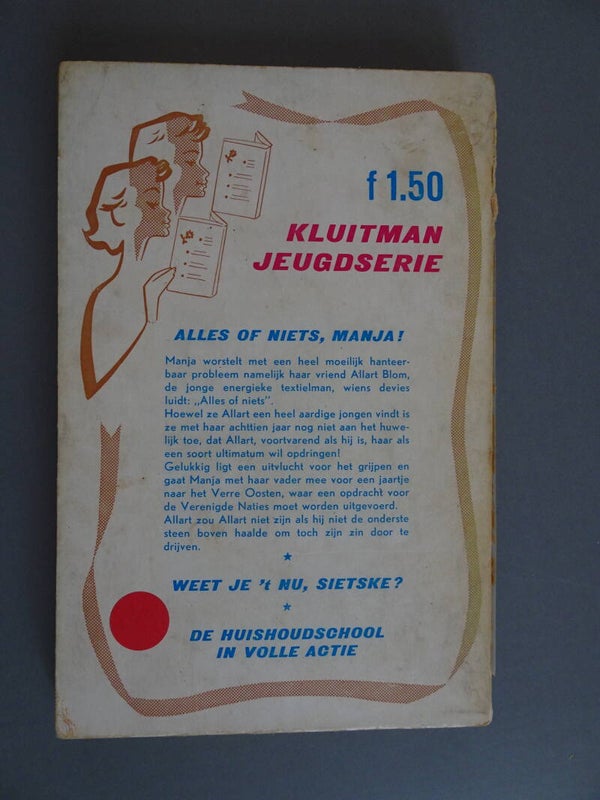 f 1.50
KLUITMAN
JEUGDSERIE
ALLES OF NIETS, MANJA!
Manja worstelt met een heel moeilijk hanteer-
baar probleem namelijk haar vriend Allart Blom,
de jonge energieke textielman, wiens devies
luidt: „Alles of niets".
Hoewel ze Allart een heel aardige jongen vindt is
ze met haar achttien jaar nog niet aan het huwe-
lijk toe, dat Allart, voortvarend als hij is, haar als
een soort ultimatum wil opdringen!
Gelukkig ligt een uitvlucht voor het grijpen en
gaat Manja met haar vader mee voor een jaartje
naar het Verre Oosten, waar een opdracht voor
de Verenigde Naties moet worden uitgevoerd.
Allart zou Allart niet zijn als hij niet de onderste
steen boven haalde om toch zijn zin door te
drijven.
WEET JE 't NU, SIETSKE?
DE HUISHOUDSCHOOL
IN VOLLE ACTIE